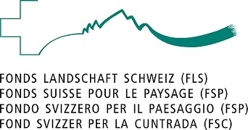 FONDS LANDSCHAFT SCHWEIZ (FLS)
FONDS SUISSE POUR LE PAYSAGE (FSP)
FONDO SVIZZERO PER IL PAESAGGIO (FSP)
FOND SVIZZER PER LA CUNTRADA (FSC)